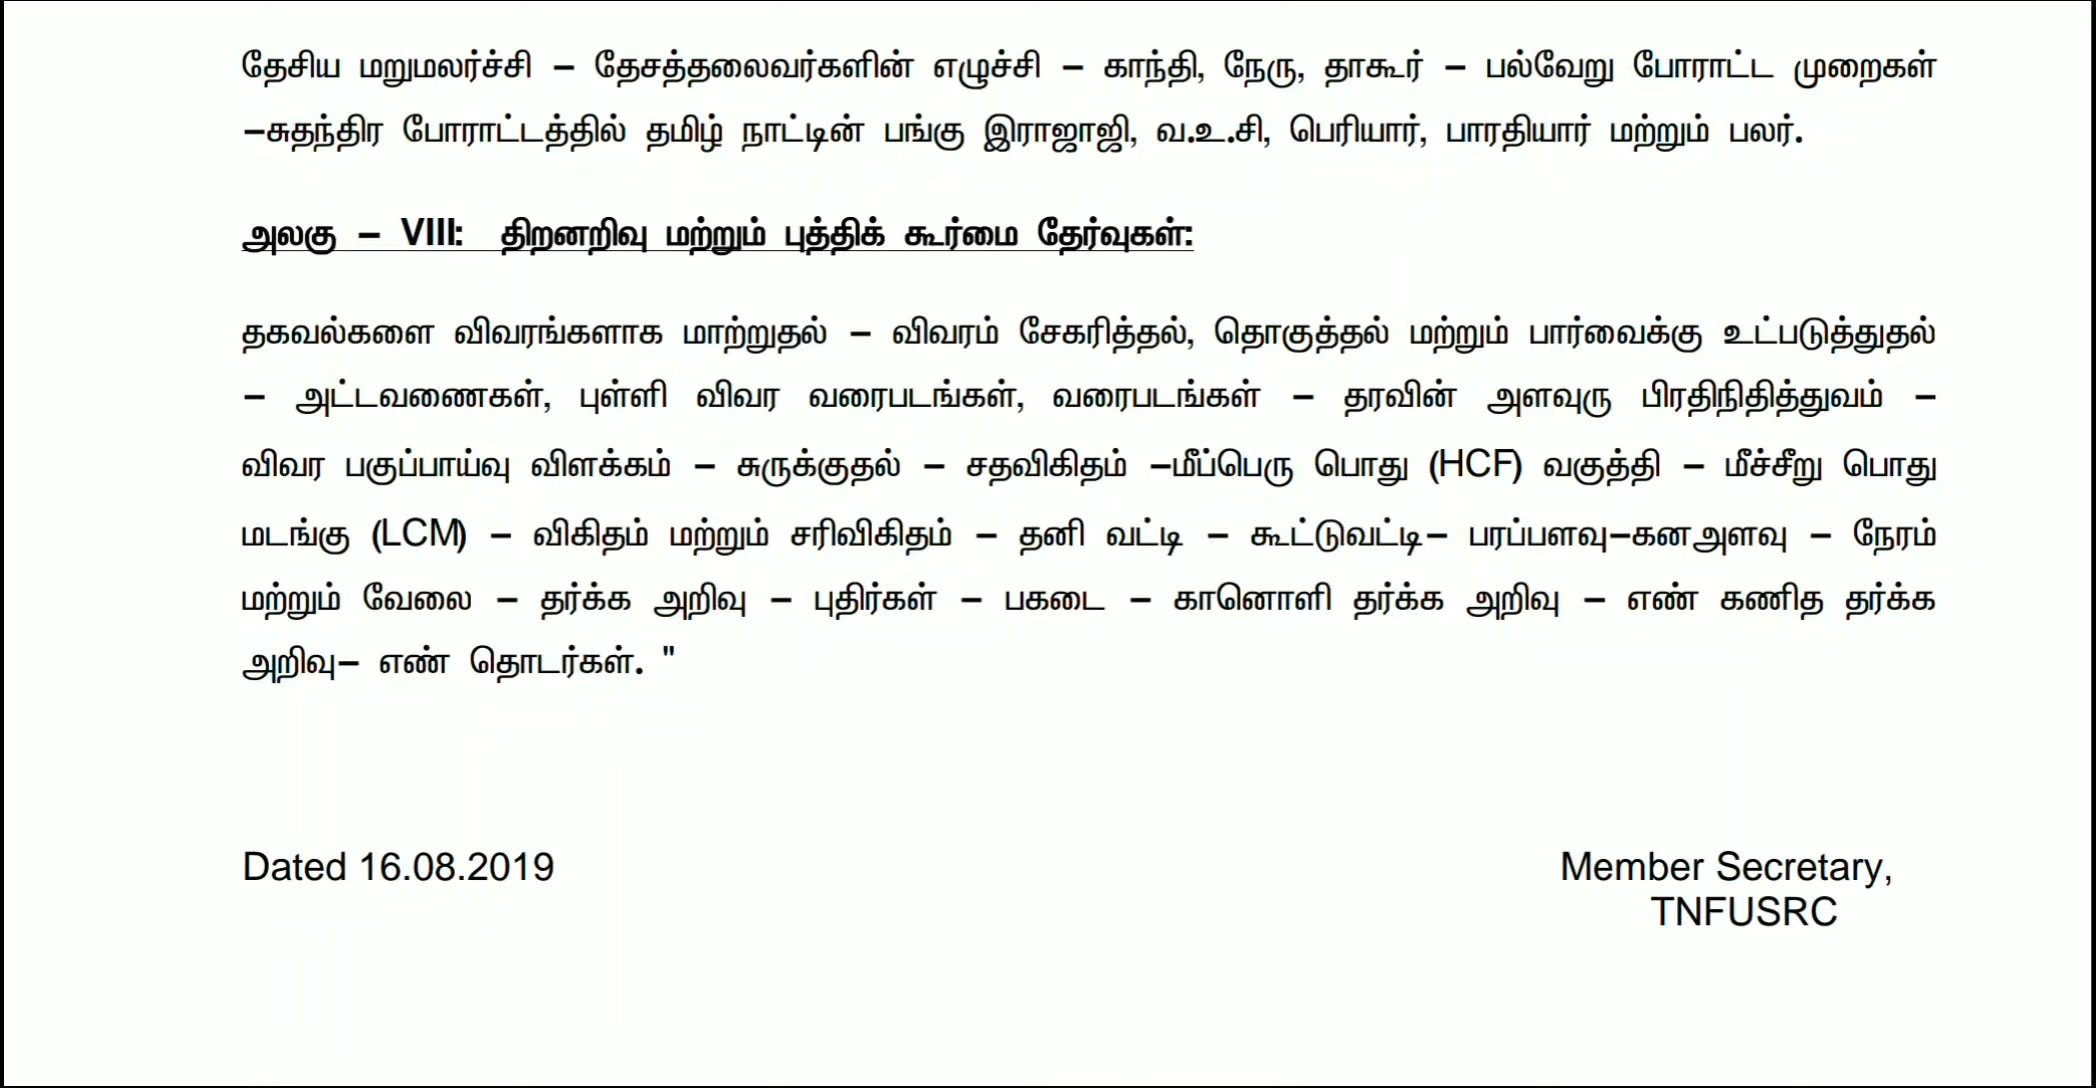 தேசிய மறுமலர்ச்சி – தேசத்தலைவர்களின் எழுச்சி – காந்தி, நேரு, தாகூர் – பல்வேறு போராட்ட முறைகள்
–சுதந்திர போராட்டத்தில் தமிழ் நாட்டின் பங்கு இராஜாஜி, வ.உ.சி, பெரியார், பாரதியார் மற்றும் பலர்.
அலகு – VIII: திறனறிவு மற்றும் புத்திக் கூர்மை தேர்வுகள்:
தகவல்களை விவரங்களாக மாற்றுதல் – விவரம் சேகரித்தல், தொகுத்தல் மற்றும் பார்வைக்கு உட்படுத்துதல்
– அட்டவணைகள், புள்ளி விவர வரைபடங்கள், வரைபடங்கள் – தரவின் அளவுரு பிரதிநிதித்துவம் –
விவர பகுப்பாய்வு விளக்கம் – சுருக்குதல் – சதவிகிதம் –மீப்பெரு பொது (HCF) வகுத்தி – மீச்சீறு பொது
மடங்கு (LCM) – விகிதம் மற்றும் சரிவிகிதம் – தனி வட்டி – கூட்டுவட்டி– பரப்பளவு–கனஅளவு – நேரம்
மற்றும் வேலை – தர்க்க அறிவு – புதிர்கள் – பகடை – கானொளி தர்க்க அறிவு – எண் கணித தர்க்க
அறிவு– எண் தொடர்கள். "
Dated 16.08.2019
Member Secretary,
TNFUSRC